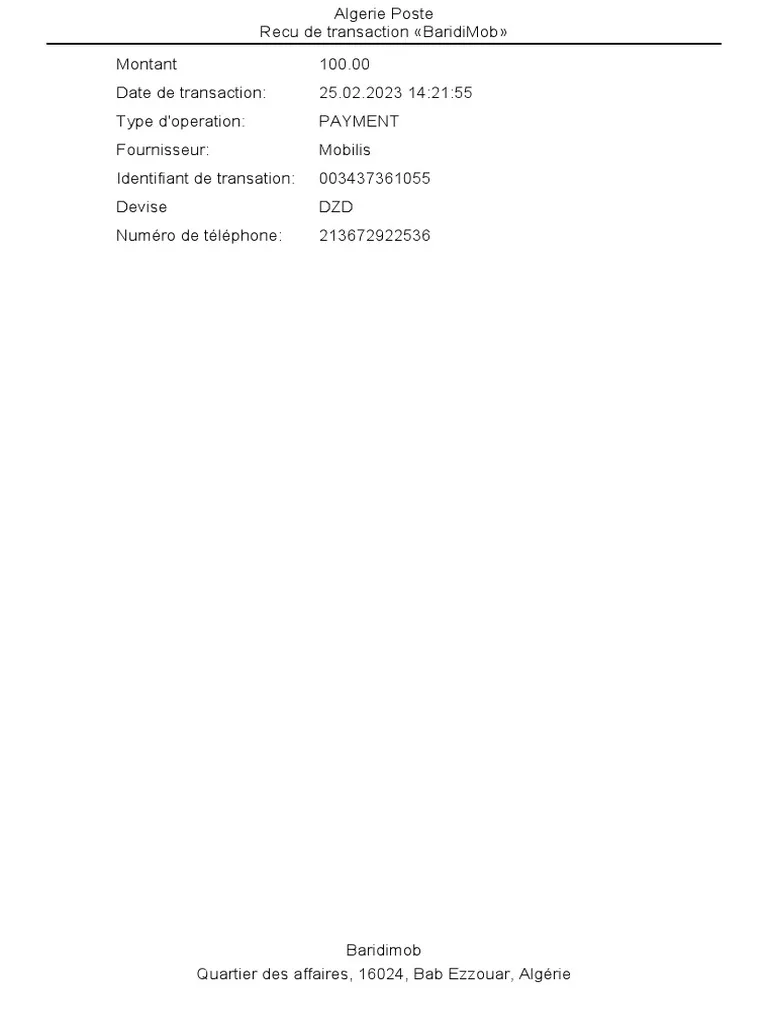 Algerie Poste
Recu de transaction «BaridiMob»
Montant 100.00
Date de transaction: 25.02.2023 14:21:55
Type d'operation: PAYMENT
Fournisseur: Mobilis
Identifiant de transation: 003437361055
Devise DZD
Numéro de téléphone: 213672922536
Baridimob
Quartier des affaires, 16024, Bab Ezzouar, Algérie